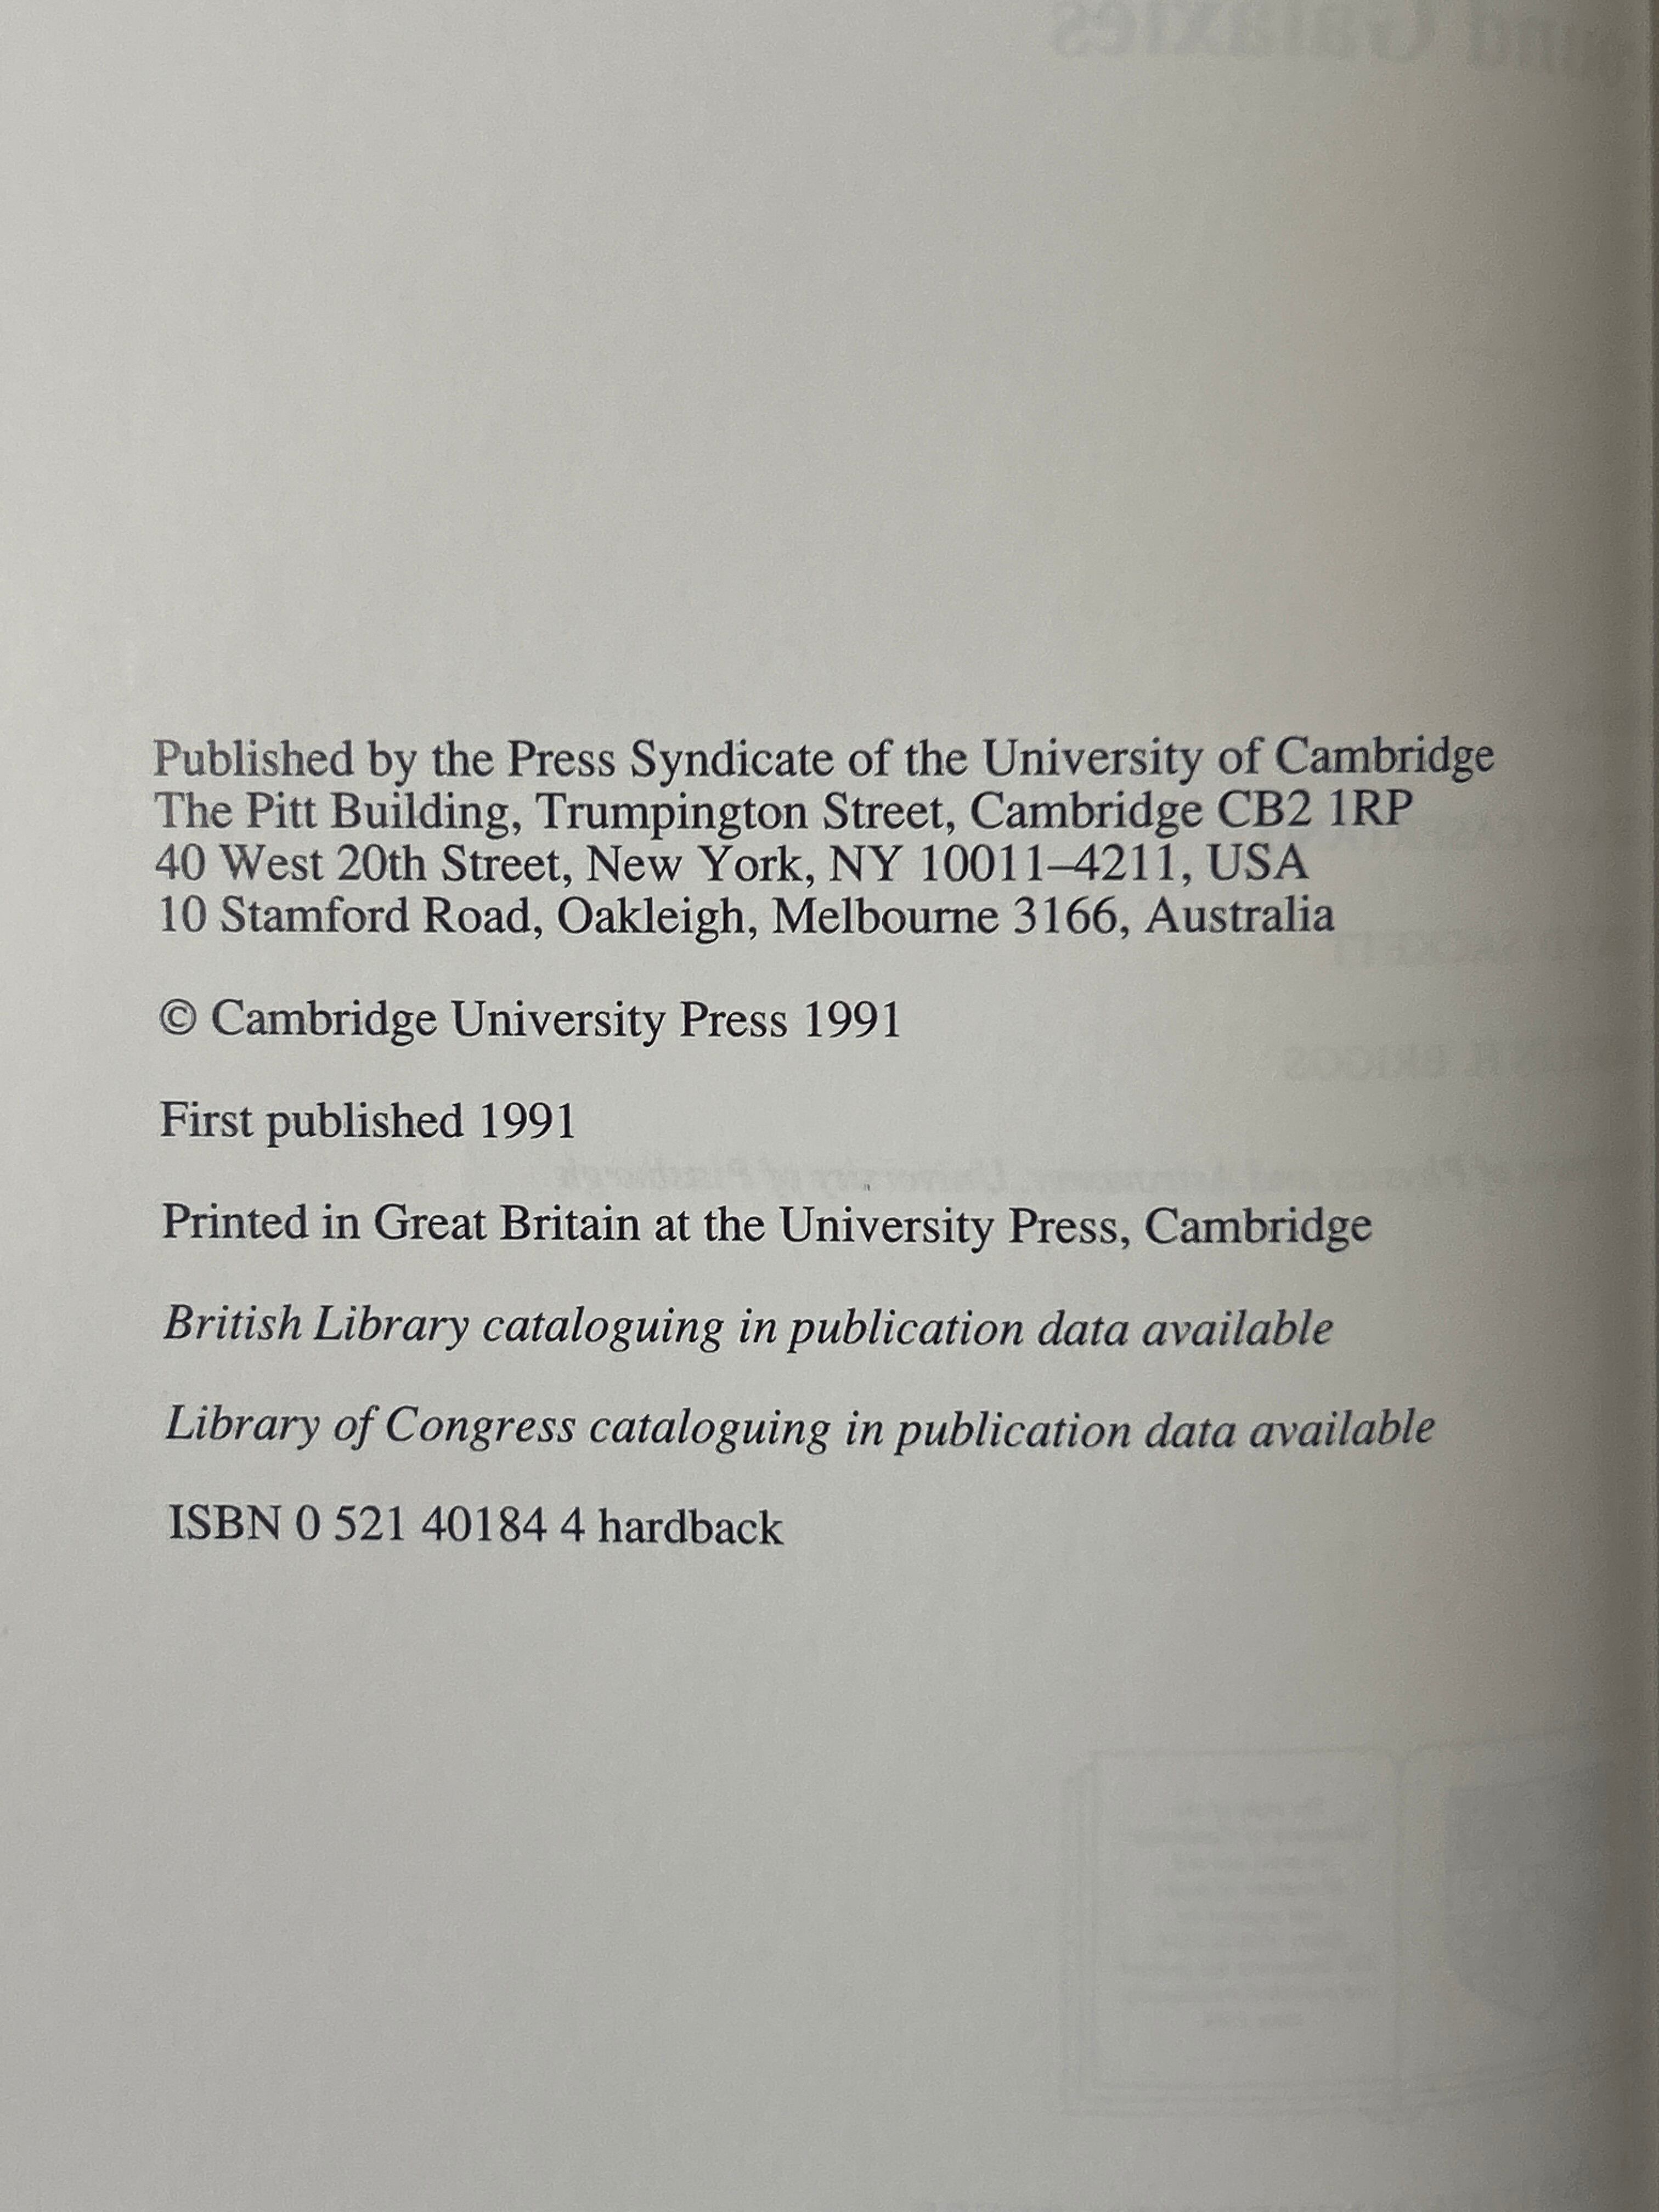 Published by the Press Syndicate of the University of Cambridge
The Pitt Building, Trumpington Street, Cambridge CB2 1RP
40 West 20th Street, New York, NY 10011–4211, USA
10 Stamford Road, Oakleigh, Melbourne 3166, Australia
© Cambridge University Press 1991
First published 1991
Printed in Great Britain at the University Press, Cambridge
British Library cataloguing in publication data available
Library of Congress cataloguing in publication data available
ISBN 0 521 40184 4 hardback